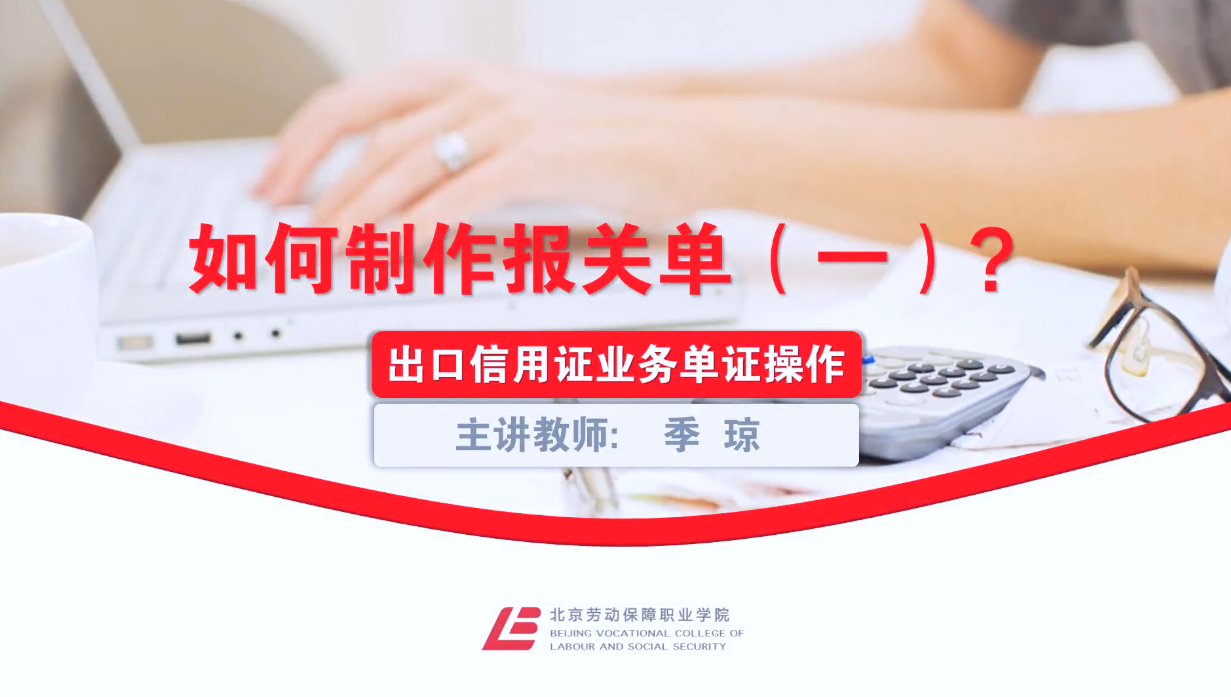 如何制作报关单（一）？
出口信用证业务单证操作
主讲教师: 季 琼
北京劳动保障职业学院
BEIJING VOCATIONAL COLLEGE OF
LABOUR AND SOCIAL SECURITY